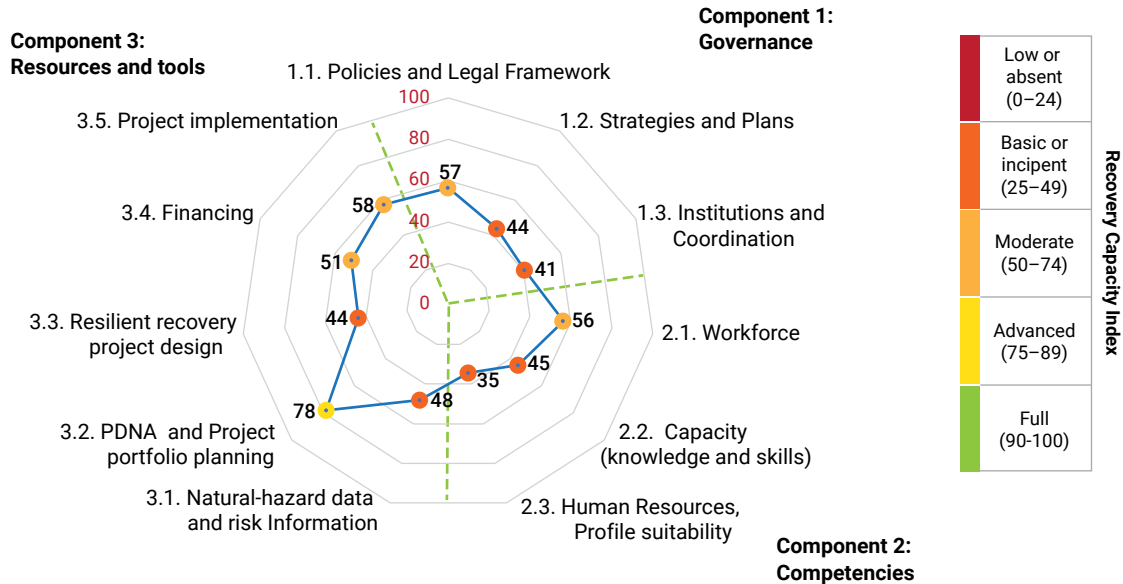 Component 1:
Governance
Component 3:
Resources and tools
1.1. Policies and Legal Framework
1.2. Strategies and Plans
1.3. Institutions and
Coordination
2.1. Workforce
2.2. Capacity
(knowledge and skills)
2.3. Human Resources,
Profile suitability
Component 2:
Competencies
3.1. Natural-hazard data
and risk Information
3.2. PDNA and Project
portfolio planning
3.3. Resilient recovery
project design
3.4. Financing
3.5. Project implementation
100
80
60
40
20
0
57
44
41
56
45
35
48
78
44
51
58
Low or
absent
(0–24)
Basic or
incipent
(25–49)
Moderate
(50–74)
Advanced
(75–89)
Full
(90-100)
Recovery Capacity Index